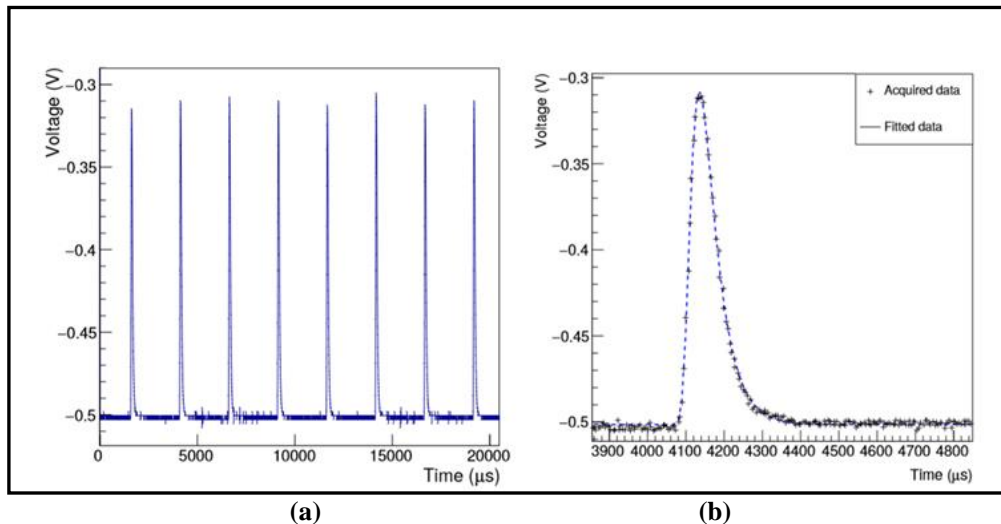 Voltage (V)
−0.3
−0.35
−0.4
−0.45
−0.5
0
5000
10000
15000
20000
Time (μs)
(a)
Voltage (V)
−0.3
−0.35
−0.4
−0.45
−0.5
3900 4000 4100 4200 4300 4400 4500 4600 4700 4800
Time (μs)
Acquired data
Fitted data
(b)